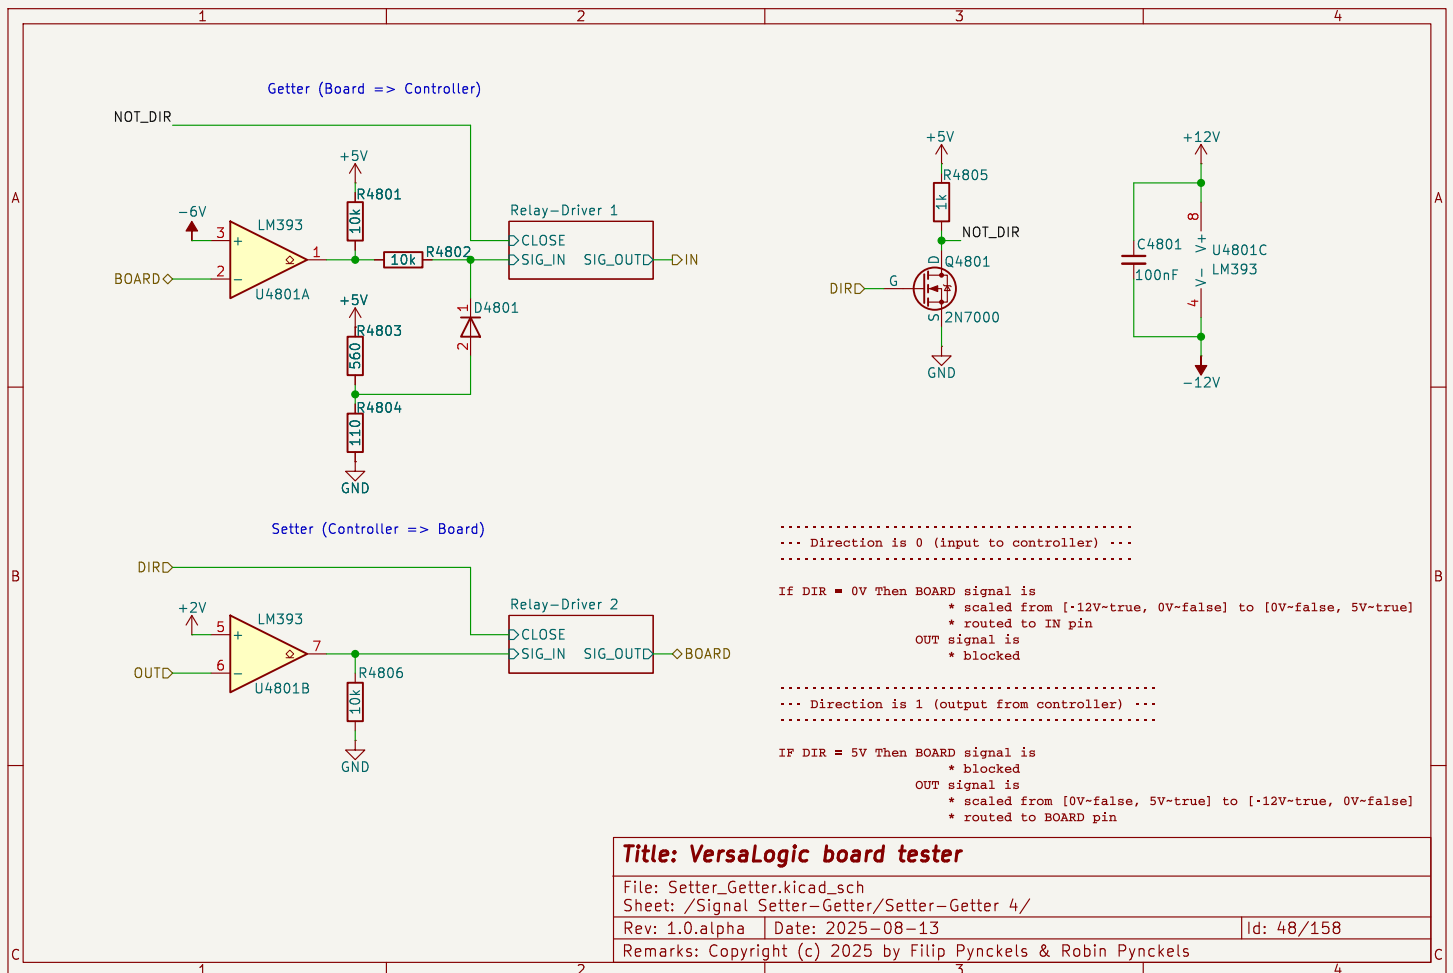 1 2 3 4
Getter (Board => Controller)
NOT_DIR
+5V
R4801
10k
-6V
LM393
3
+
1
2
-
BOARD
U4801A
10k
R4802
Relay-Driver 1
CLOSE
SIG_IN
SIG_OUT
IN
+5V
R4803
560
1
D4801
2
R4804
110
GND
+5V
R4805
1k
NOT_DIR
D
Q4801
G
DIR
S
2N7000
GND
+12V
8
V+
C4801
100nF
U4801C
LM393
V-
4
-12V
A A
Setter (Controller => Board)
DIR
+2V
LM393
5
+
7
6
-
OUT
U4801B
R4806
10k
GND
Relay-Driver 2
CLOSE
SIG_IN
SIG_OUT
BOARD
B B
-------------------------------------------
--- Direction is 0 (input to controller) ---
-------------------------------------------
If DIR = 0V Then BOARD signal is
* scaled from [-12V~true, 0V~false] to [0V~false, 5V~true]
* routed to IN pin
OUT signal is
* blocked
----------------------------------------------
--- Direction is 1 (output from controller) ---
----------------------------------------------
IF DIR = 5V Then BOARD signal is
* blocked
OUT signal is
* scaled from [0V~false, 5V~true] to [-12V~true, 0V~false]
* routed to BOARD pin
Title: VersaLogic board tester
File: Setter_Getter.kicad_sch
Sheet: /Signal Setter-Getter/Setter-Getter 4/
Rev: 1.0.alpha Date: 2025-08-13 Id: 48/158
Remarks: Copyright (c) 2025 by Filip Pynckels & Robin Pynckels
C C
1 2 3 4